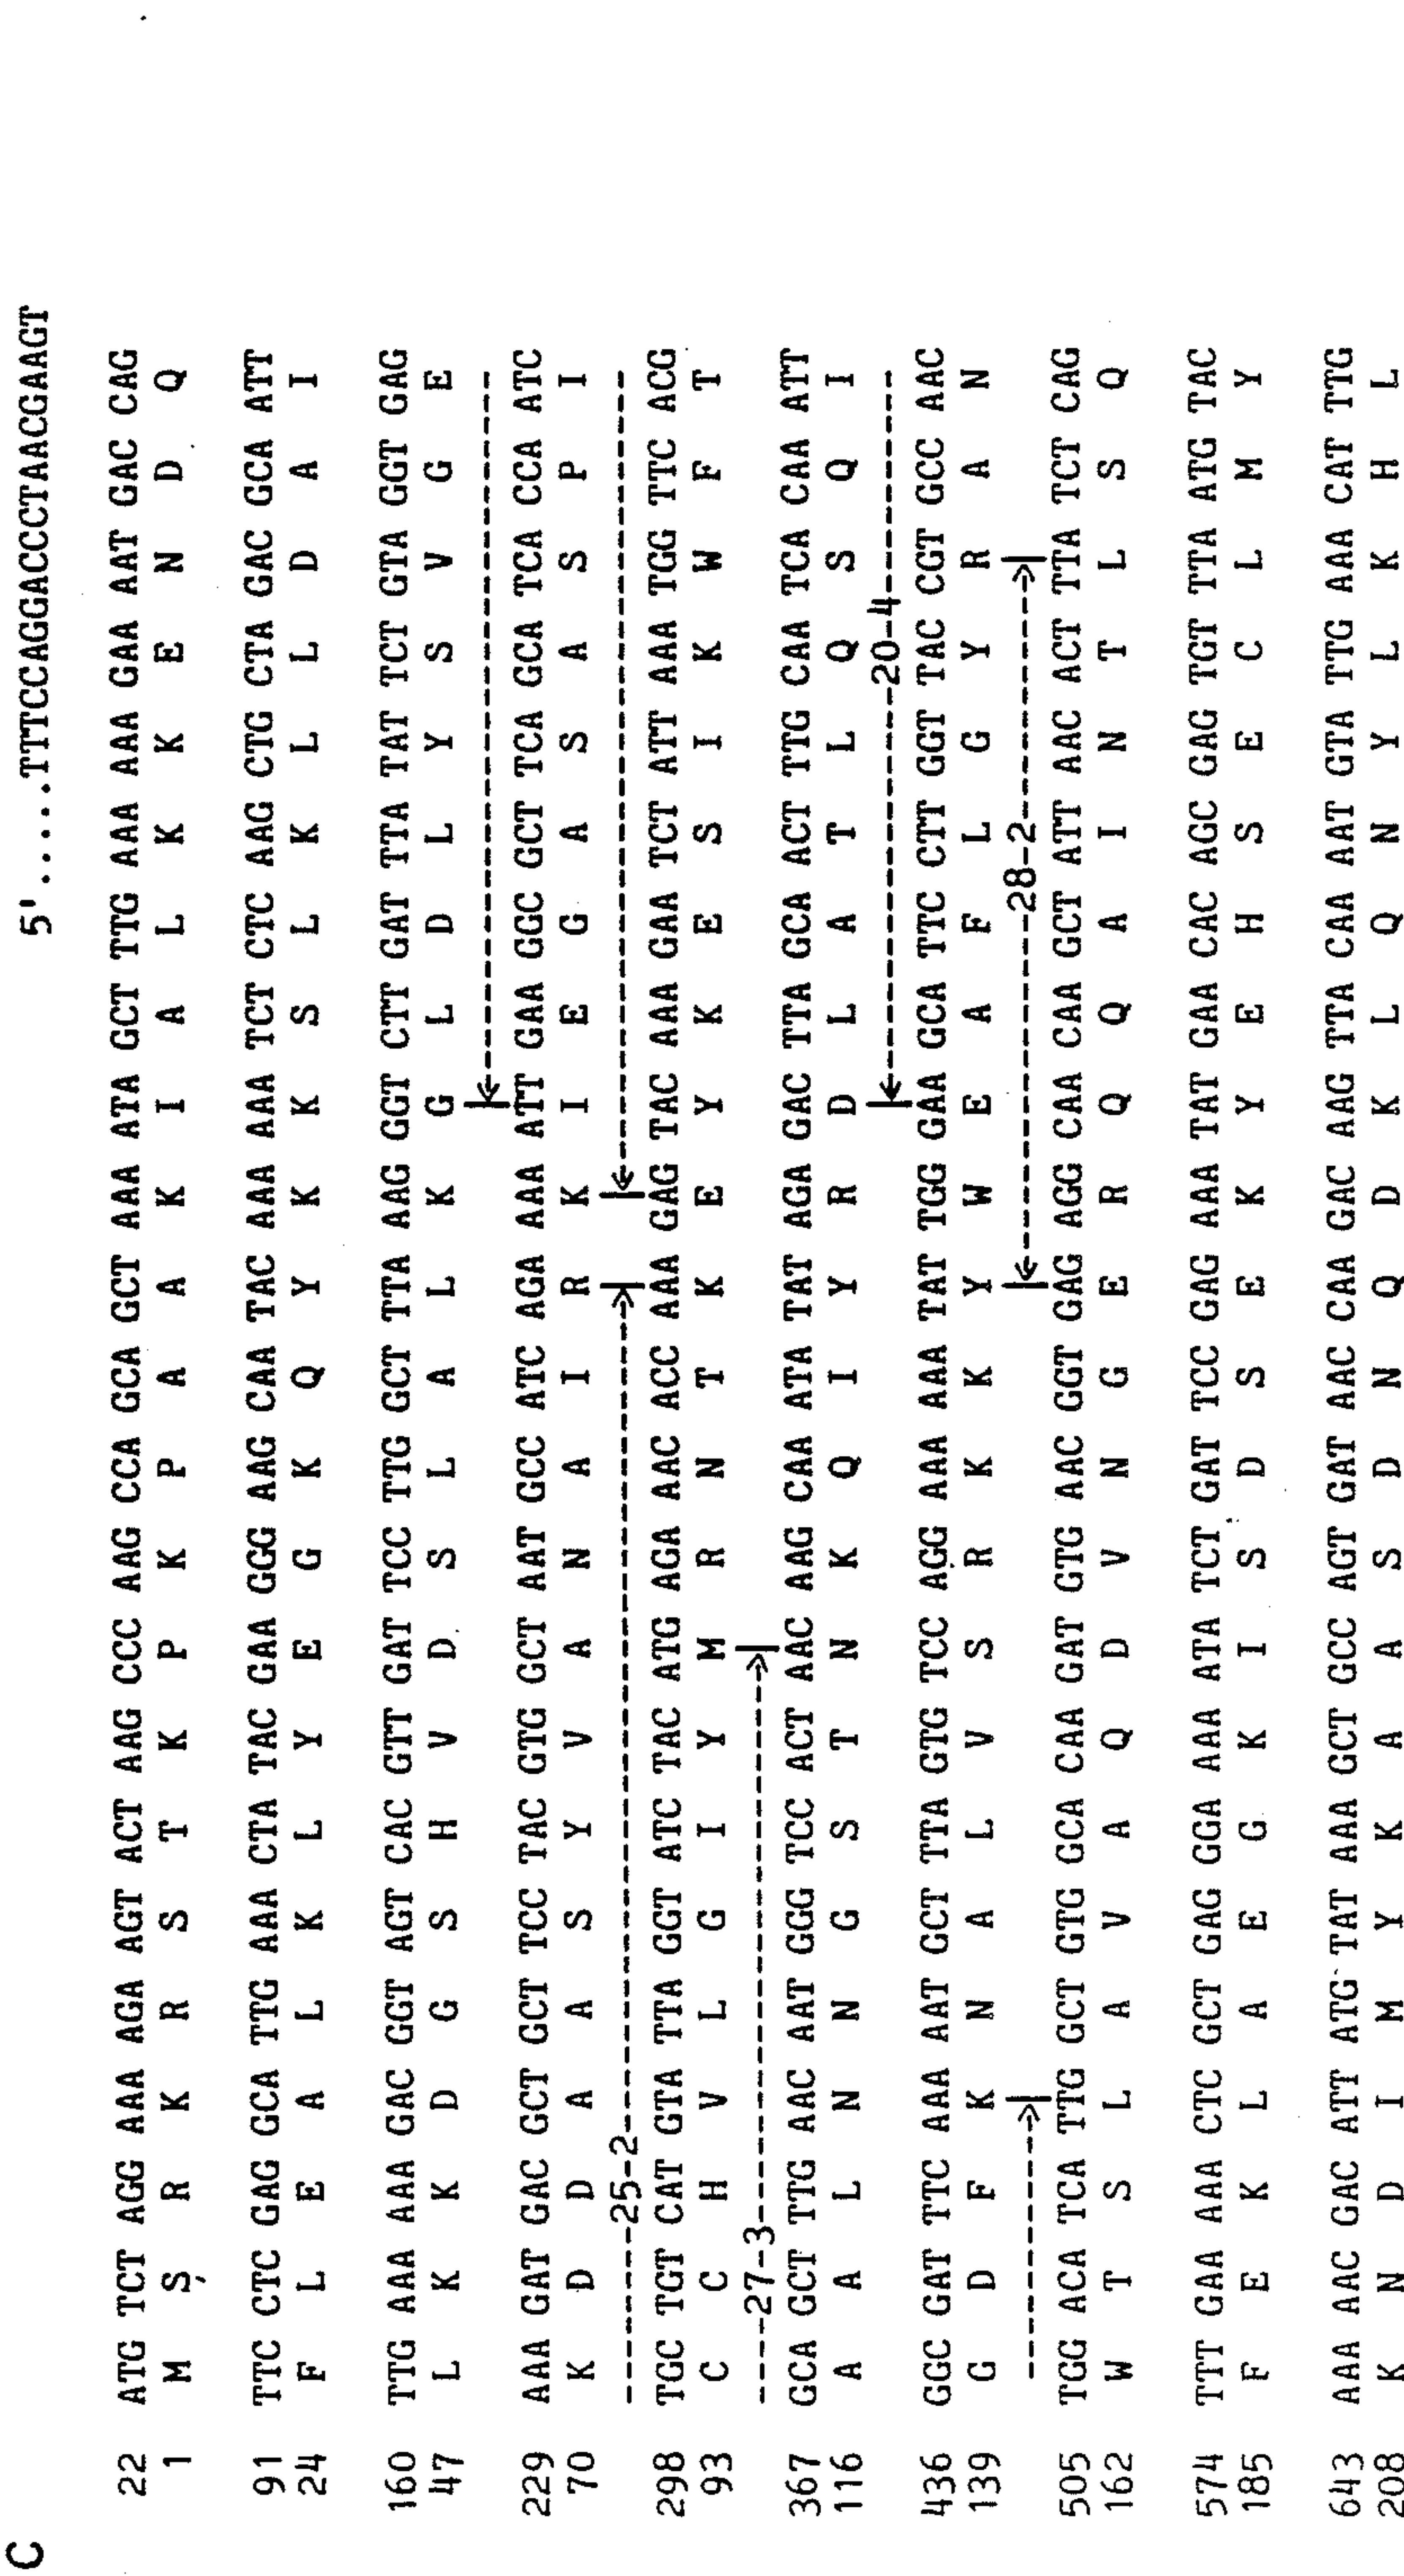 C
5'.....TTTCCAGGACCCTAACGAAGT
22 ATG TCT AGG AAA AGA AGT ACT AAG CCC AAG CCA GCA GCT AAA ATA GCT TTG AAA AAA GAA AAT GAC CAG
1 M S R K R S T K P K P A A K I A L K K E N D Q
91 TTC CTC GAG GCA TTG AAA CTA TAC GAA GGG AAG CAA TAC AAA AAA TCT CTC AAG CTG CTA GAC GCA ATT
24 F L E A L K L Y E G K Q Y K K S L K L L D A I
160 TTG AAA AAA GAC GGT AGT CAC GTT GAT TCC TTG GCT TTA AAG GGT CTT GAT TTA TAT TCT GTA GGT GAG
47 L K K D G S H V D S L A L K G L D L Y S V G E
229 AAA GAT GAC GCT GCT TCC TAC GTG GCT AAT GCC ATC AGA AAA ATT GAA GGC GCT TCA GCA TCA CCA ATC
70 K D D A A S Y V A N A I R K I E G A S A S P I
25-2
298 TGC TGT CAT GTA TTA GGT ATC TAC ATG AGA AAC ACC AAA GAG TAC AAA GAA TCT ATT AAA TGG TTC ACG
93 C C H V L G I Y M R N T K E Y K E S I K W F T
27-3
367 GCA GCT TTG AAC AAT GGG TCC ACT AAC AAG CAA ATA TAT AGA GAC TTA GCA ACT TTG CAA TCA CAA ATT
116 A A L N N G S T N K Q I Y R D L A T L Q S Q I
20-4
436 GGC GAT TTC AAA AAT GCT TTA GTG TCC AGG AAA AAA TAT TGG GAA GCA TTC CTT GGT TAC CGT GCC AAC
139 G D F K N A L V S R K K Y W E A F L G Y R A N
28-2
505 TGG ACA TCA TTG GCT GTG GCA CAA GAT GTG AAC GGT GAG AGG CAA CAA GCT ATT AAC ACT TTA TCT CAG
162 W T S L A V A Q D V N G E R Q Q A I N T L S Q
574 TTT GAA AAA CTC GCT GAG GGA AAA ATA TCT GAT TCC GAG AAA TAT GAA CAC AGC GAG TGT TTA ATG TAC
185 F E K L A E G K I S D S E K Y E H S E C L M Y
643 AAA AAC GAC ATT ATG TAT AAA GCT GCC AGT GAT AAC CAA GAC AAG TTA CAA AAT GTA TTG AAA CAT TTG
208 K N D I M Y K A A S D N Q D K L Q N Y L K H L